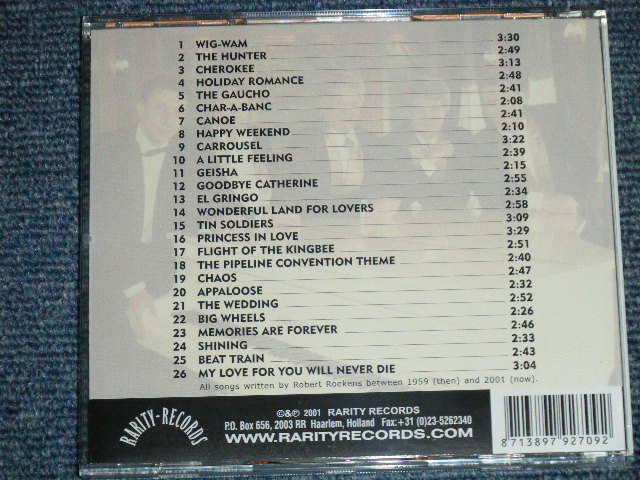 1 WIG-WAM 3:30
2 THE HUNTER 2:49
3 CHEROKEE 3:13
4 HOLIDAY ROMANCE 2:48
5 THE GAUCHO 2:41
6 CHAR-A-BANC 2:08
7 CANOE 2:41
8 HAPPY WEEKEND 2:10
9 CARROUSEL 3:22
10 A LITTLE FEELING 2:39
11 GEISHA 2:15
12 GOODBYE CATHERINE 2:55
13 EL GRINGO 2:34
14 WONDERFUL LAND FOR LOVERS 2:58
15 TIN SOLDIERS 3:09
16 PRINCESS IN LOVE 3:29
17 FLIGHT OF THE KINGBEE 2:51
18 THE PIPELINE CONVENTION THEME 2:40
19 CHAOS 2:47
20 APPALOOSE 2:32
21 THE WEDDING 2:52
22 BIG WHEELS 2:26
23 MEMORIES ARE FOREVER 2:46
24 SHINING 2:33
25 BEAT TRAIN 2:43
26 MY LOVE FOR YOU WILL NEVER DIE 3:04
All songs written by Robert Roekens between 1959 (then) and 2001 (now).
RARITY-RECORDS
©&℗ 2001 RARITY RECORDS
P.O. Box 656, 2003 RR Haarlem, Holland Fax:+31 (0)23-5262340
WWW.RARITYRECORDS.COM
8 713897 927092